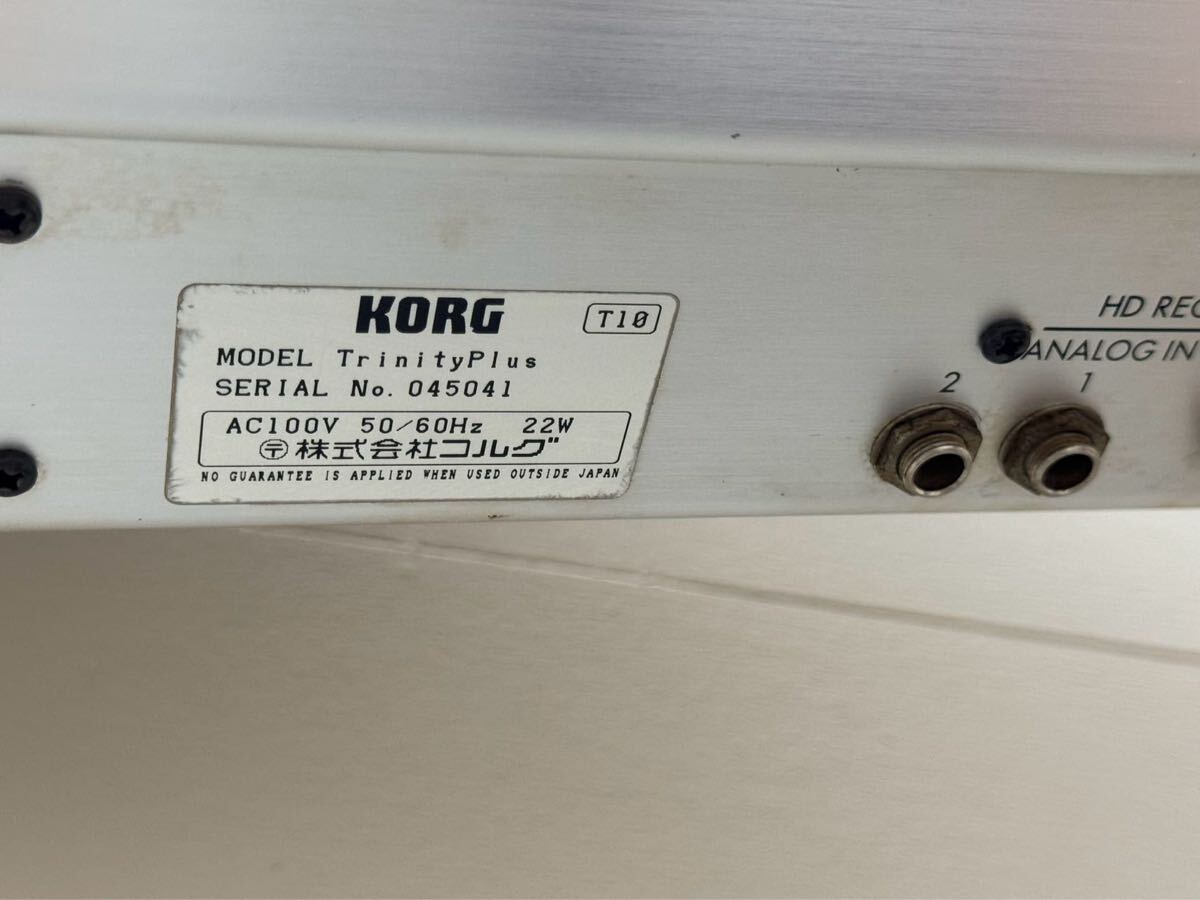 KORG
T10
MODEL TrinityPlus
SERIAL No. 045041
AC100V 50/60Hz 22W
〒 株式会社コルグ
NO GUARANTEE IS APPLIED WHEN USED OUTSIDE JAPAN
HD REC
ANALOG IN
2 1